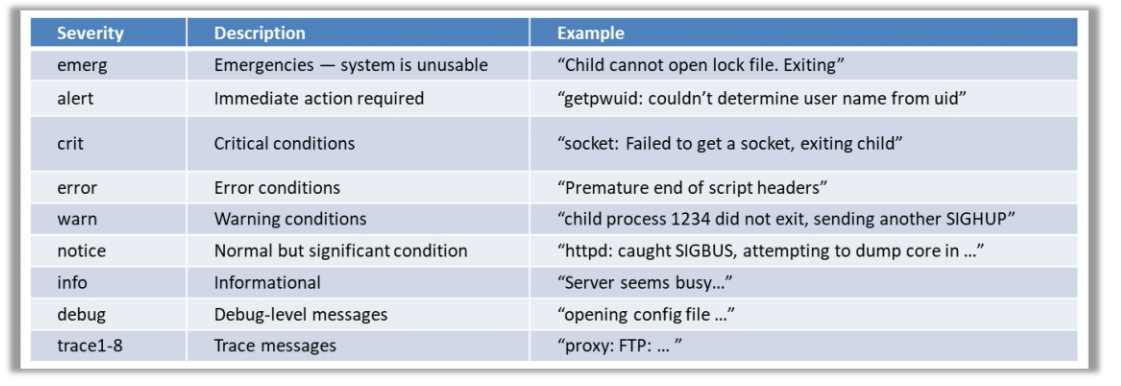 Severity Description Example
emerg Emergencies — system is unusable “Child cannot open lock file. Exiting”
alert Immediate action required “getpwuid: couldn’t determine user name from uid”
crit Critical conditions “socket: Failed to get a socket, exiting child”
error Error conditions “Premature end of script headers”
warn Warning conditions “child process 1234 did not exit, sending another SIGHUP”
notice Normal but significant condition “httpd: caught SIGBUS, attempting to dump core in …”
info Informational “Server seems busy…”
debug Debug-level messages “opening config file …”
trace1-8 Trace messages “proxy: FTP: … ”